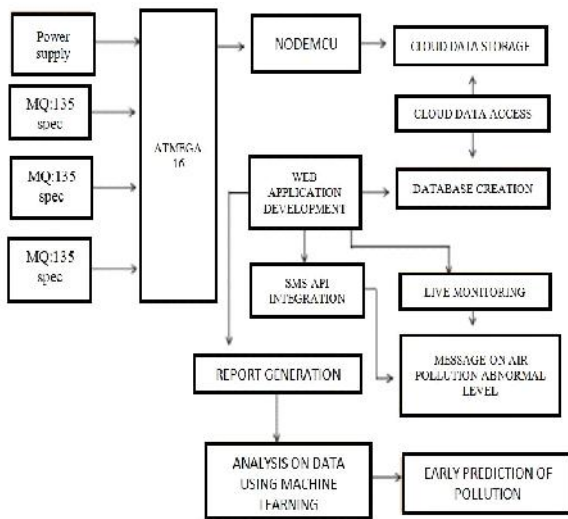 Power
supply
MQ:135
spec
MQ:135
spec
MQ:135
spec
ATMEGA
16
NODEMCU
CLOUD DATA STORAGE
CLOUD DATA ACCESS
DATABASE CREATION
WEB
APPLICATION
DEVELOPMENT
SMS API
INTEGRATION
LIVE MONITORING
MESSAGE ON AIR
POLLUTION ABNORMAL
LEVEL
REPORT GENERATION
ANALYSIS ON DATA
USING MACHINE
LEARNING
EARLY PREDICTION OF
POLLUTION